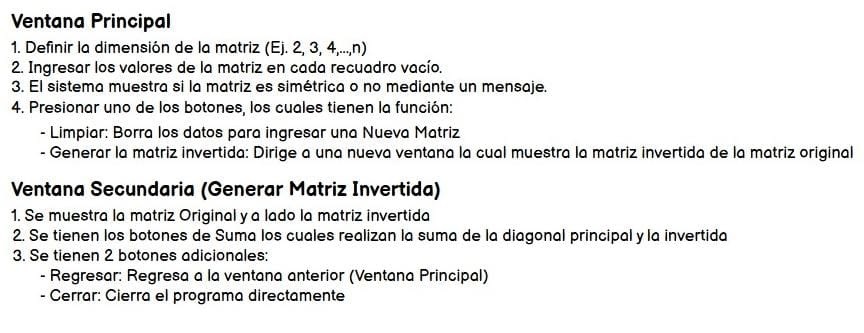 Ventana Principal
1. Definir la dimensión de la matriz (Ej. 2, 3, 4,...,n)
2. Ingresar los valores de la matriz en cada recuadro vacío.
3. El sistema muestra si la matriz es simétrica o no mediante un mensaje.
4. Presionar uno de los botones, los cuales tienen la función:
- Limpiar: Borra los datos para ingresar una Nueva Matriz
- Generar la matriz invertida: Dirige a una nueva ventana la cual muestra la matriz invertida de la matriz original
Ventana Secundaria (Generar Matriz Invertida)
1. Se muestra la matriz Original y a lado la matriz invertida
2. Se tienen los botones de Suma los cuales realizan la suma de la diagonal principal y la invertida
3. Se tienen 2 botones adicionales:
- Regresar: Regresa a la ventana anterior (Ventana Principal)
- Cerrar: Cierra el programa directamente